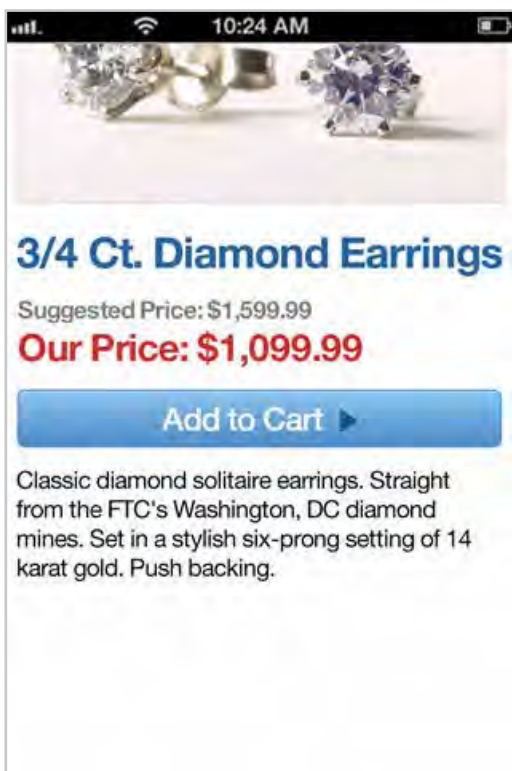 10:24 AM
3/4 Ct. Diamond Earrings
Suggested Price: $1,599.99
Our Price: $1,099.99
Add to Cart
Classic diamond solitaire earrings. Straight
from the FTC's Washington, DC diamond
mines. Set in a stylish six-prong setting of 14
karat gold. Push backing.